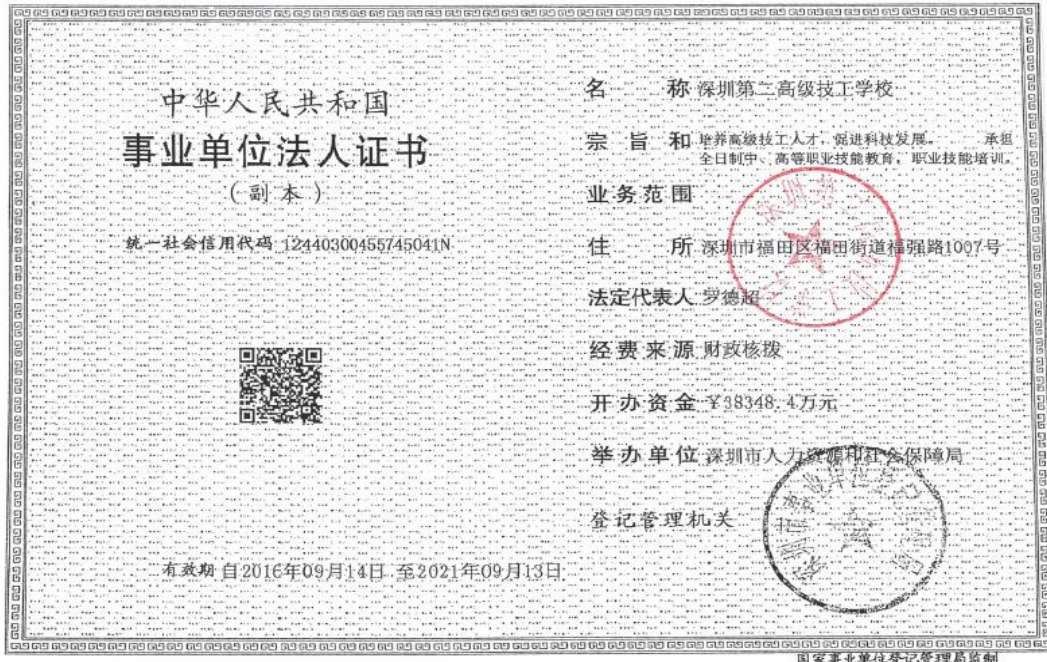 中华人民共和国
事业单位法人证书
（副本）
统一社会信用代码 12440300455745041N
有效期 自2016年09月14日 至2021年09月13日
名 称 深圳第二高级技工学校
宗旨和 培养高级技工人才，促进科技发展。 承担
全日制中、高等职业技能教育，职业技能培训。
业务范围
住 所 深圳市福田区福田街道福强路1007号
法定代表人 罗德超
经费来源 财政核拨
开办资金 ￥38348.4万元
举办单位 深圳市人力资源和社会保障局
登记管理机关
国家事业单位登记管理局监制